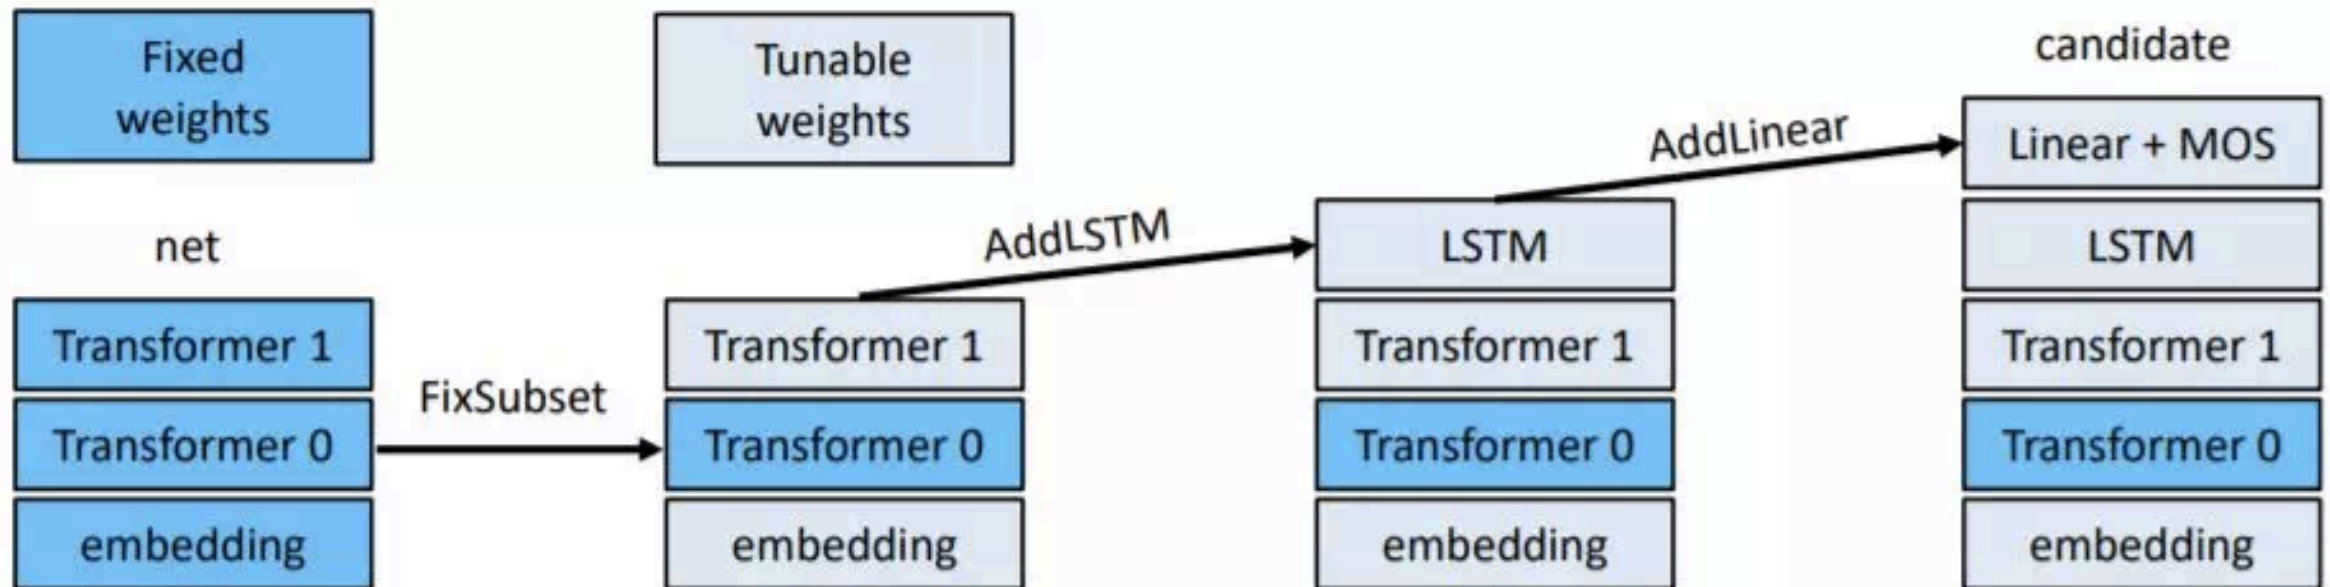 Fixed
weights
Tunable
weights
candidate
net
FixSubset
AddLSTM
AddLinear
Transformer 1
Transformer 0
embedding
Transformer 1
Transformer 0
embedding
LSTM
Transformer 1
Transformer 0
embedding
Linear + MOS
LSTM
Transformer 1
Transformer 0
embedding